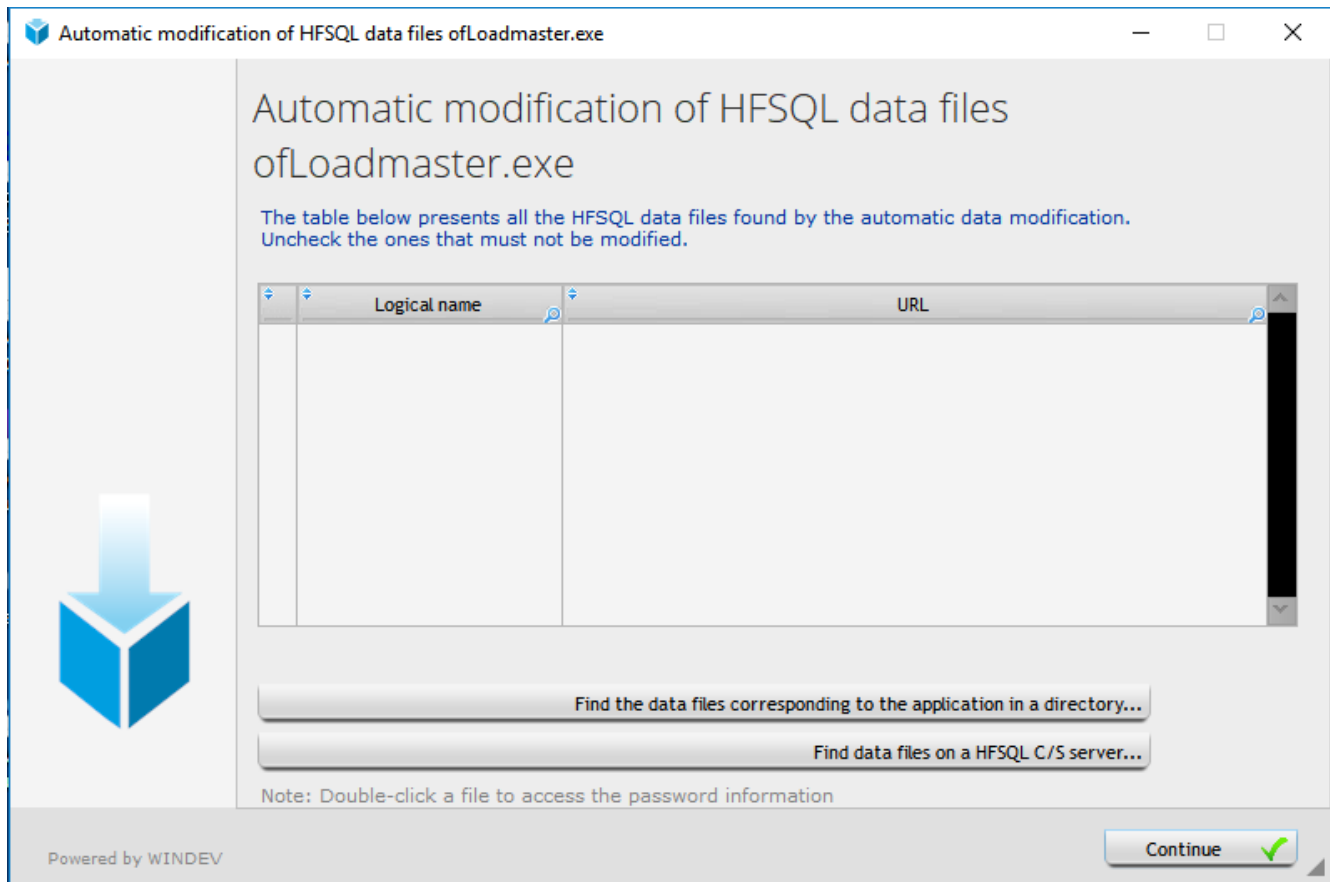 Automatic modification of HFSQL data files ofLoadmaster.exe
Automatic modification of HFSQL data files
ofLoadmaster.exe
The table below presents all the HFSQL data files found by the automatic data modification.
Uncheck the ones that must not be modified.
Logical name URL
Find the data files corresponding to the application in a directory...
Find data files on a HFSQL C/S server...
Note: Double-click a file to access the password information
Powered by WINDEV
Continue